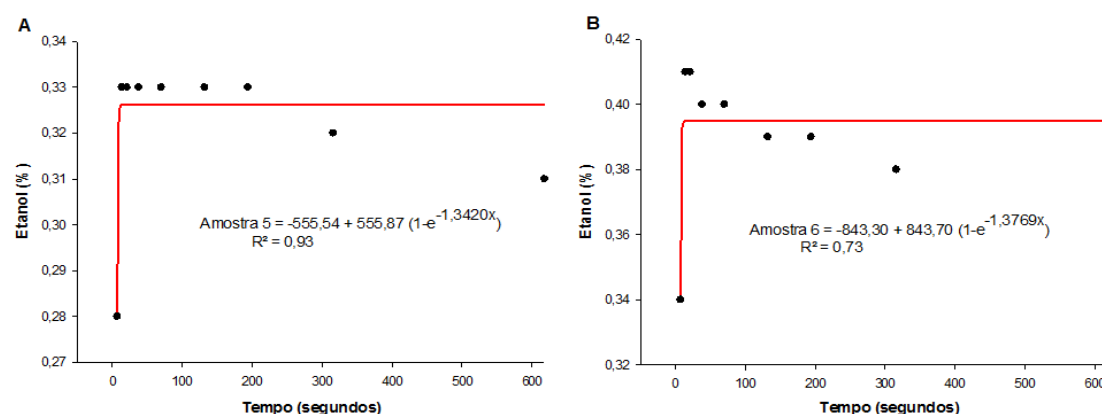 A
0,34
0,33
0,32
0,31
0,30
0,29
0,28
0,27
Etanol (%)
Amostra 5 = -555,54 + 555,87 (1-e^-1,3420x)
R² = 0,93
0 100 200 300 400 500 600
Tempo (segundos)
B
0,42
0,40
0,38
0,36
0,34
0,32
Etanol (%)
Amostra 6 = -843,30 + 843,70 (1-e^-1,3769x)
R² = 0,73
0 100 200 300 400 500 600
Tempo (segundos)